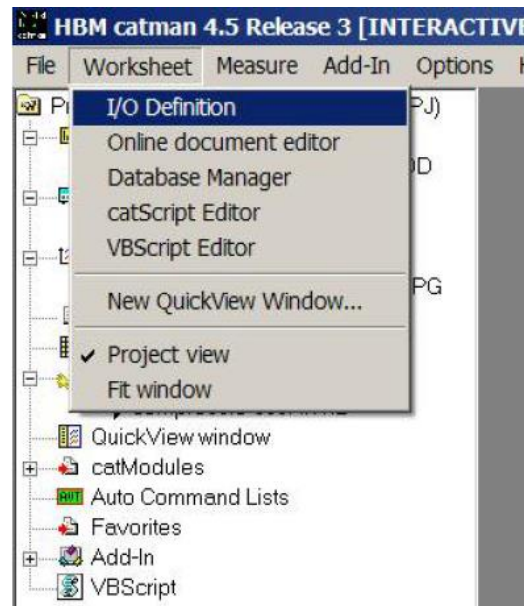 HBM catman 4.5 Release 3 [INTERACTIVE
File Worksheet Measure Add-In Options
I/O Definition
PJ)
Online document editor
Database Manager
catScript Editor
VBScript Editor
New QuickView Window...
PG
✓ Project view
Fit window
QuickView window
catModules
Auto Command Lists
Favorites
Add-In
VBScript